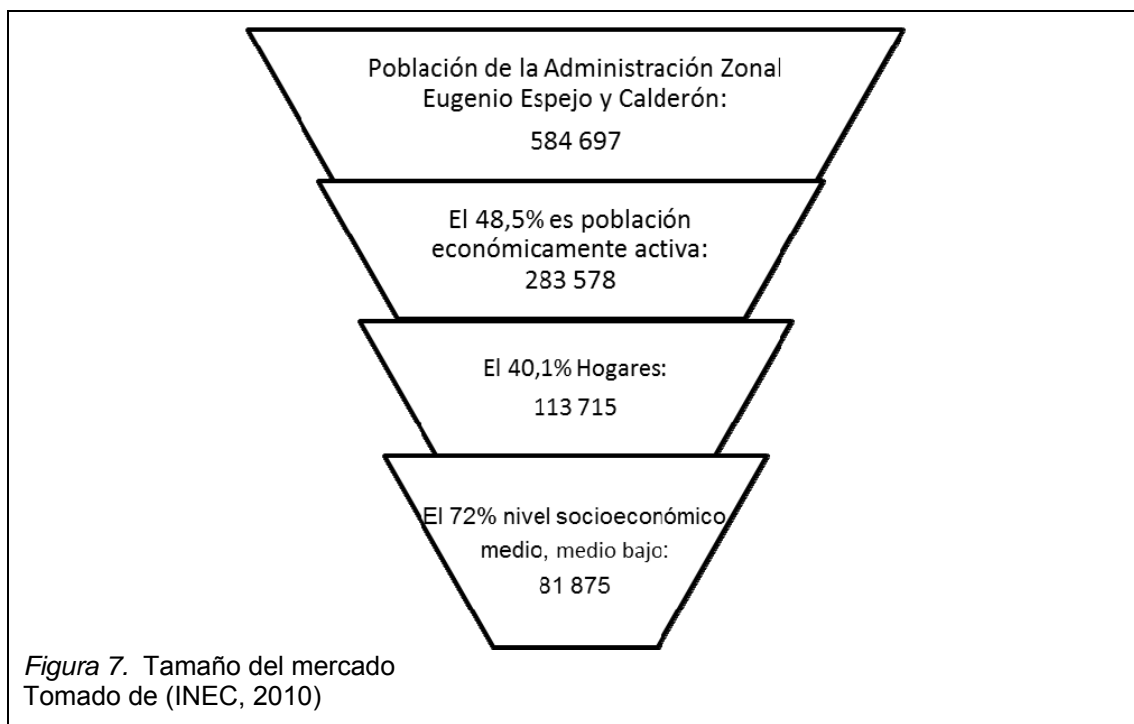 Población de la Administración Zonal
Eugenio Espejo y Calderón:
584 697
El 48,5% es población
económicamente activa:
283 578
El 40,1% Hogares:
113 715
El 72% nivel socioeconómico
medio, medio bajo:
81 875
Figura 7. Tamaño del mercado
Tomado de (INEC, 2010)